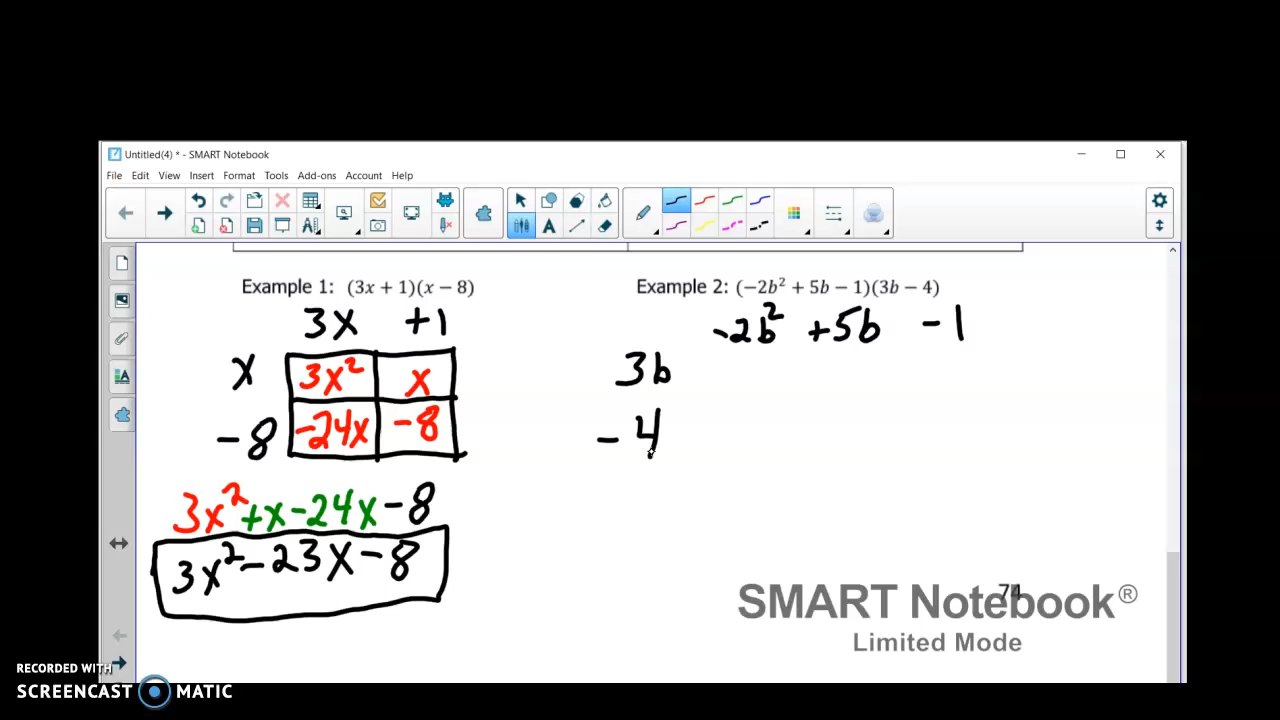 Untitled(4) * - SMART Notebook
File Edit View Insert Format Tools Add-ons Account Help
Example 1: (3x + 1)(x − 8)
3x +1
x 3x² x
-8 -24x -8
3x² +x -24x -8
3x² -23x -8
Example 2: (−2b² + 5b − 1)(3b − 4)
-2b² +5b -1
3b
-4
74
SMART Notebook®
Limited Mode
RECORDED WITH
SCREENCAST MATIC